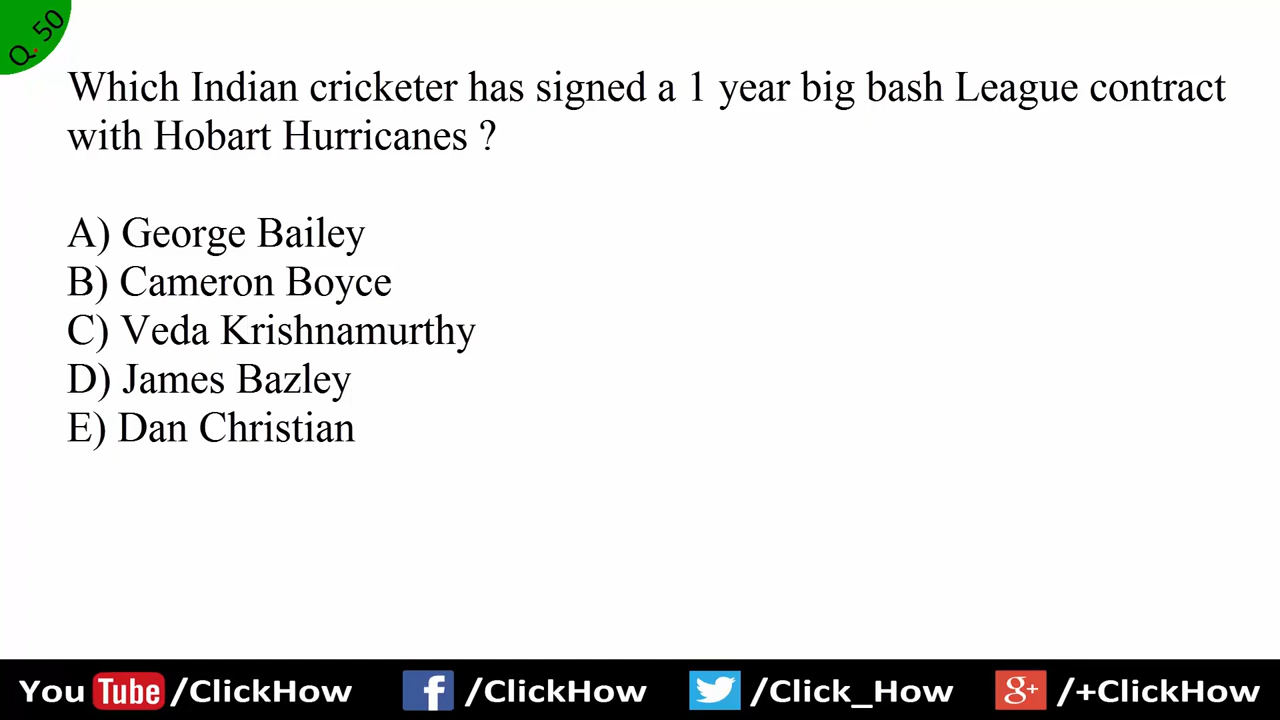 Q. 50
Which Indian cricketer has signed a 1 year big bash League contract
with Hobart Hurricanes ?
A) George Bailey
B) Cameron Boyce
C) Veda Krishnamurthy
D) James Bazley
E) Dan Christian
You Tube /ClickHow f /ClickHow /Click_How g+ /+ClickHow